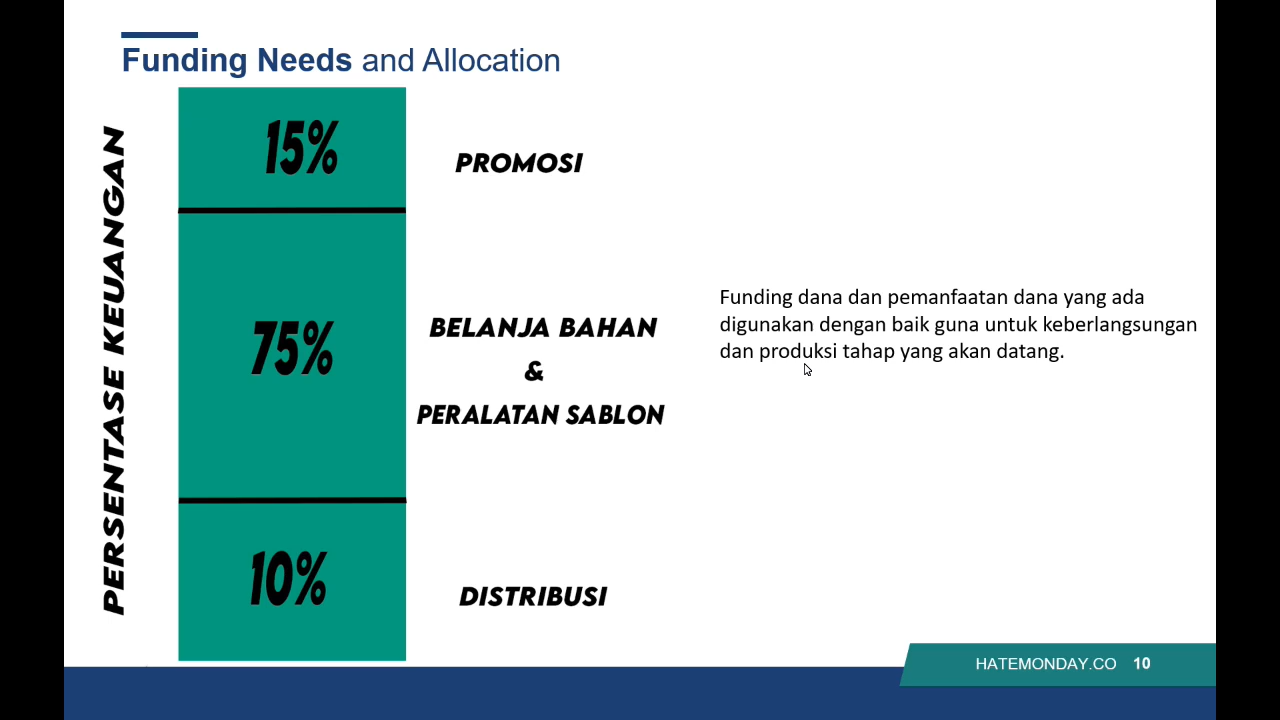 Funding Needs and Allocation
PERSENTASE KEUANGAN
15%
PROMOSI
75%
BELANJA BAHAN
&
PERALATAN SABLON
10%
DISTRIBUSI
Funding dana dan pemanfaatan dana yang ada
digunakan dengan baik guna untuk keberlangsungan
dan produksi tahap yang akan datang.
HATEMONDAY.CO 10